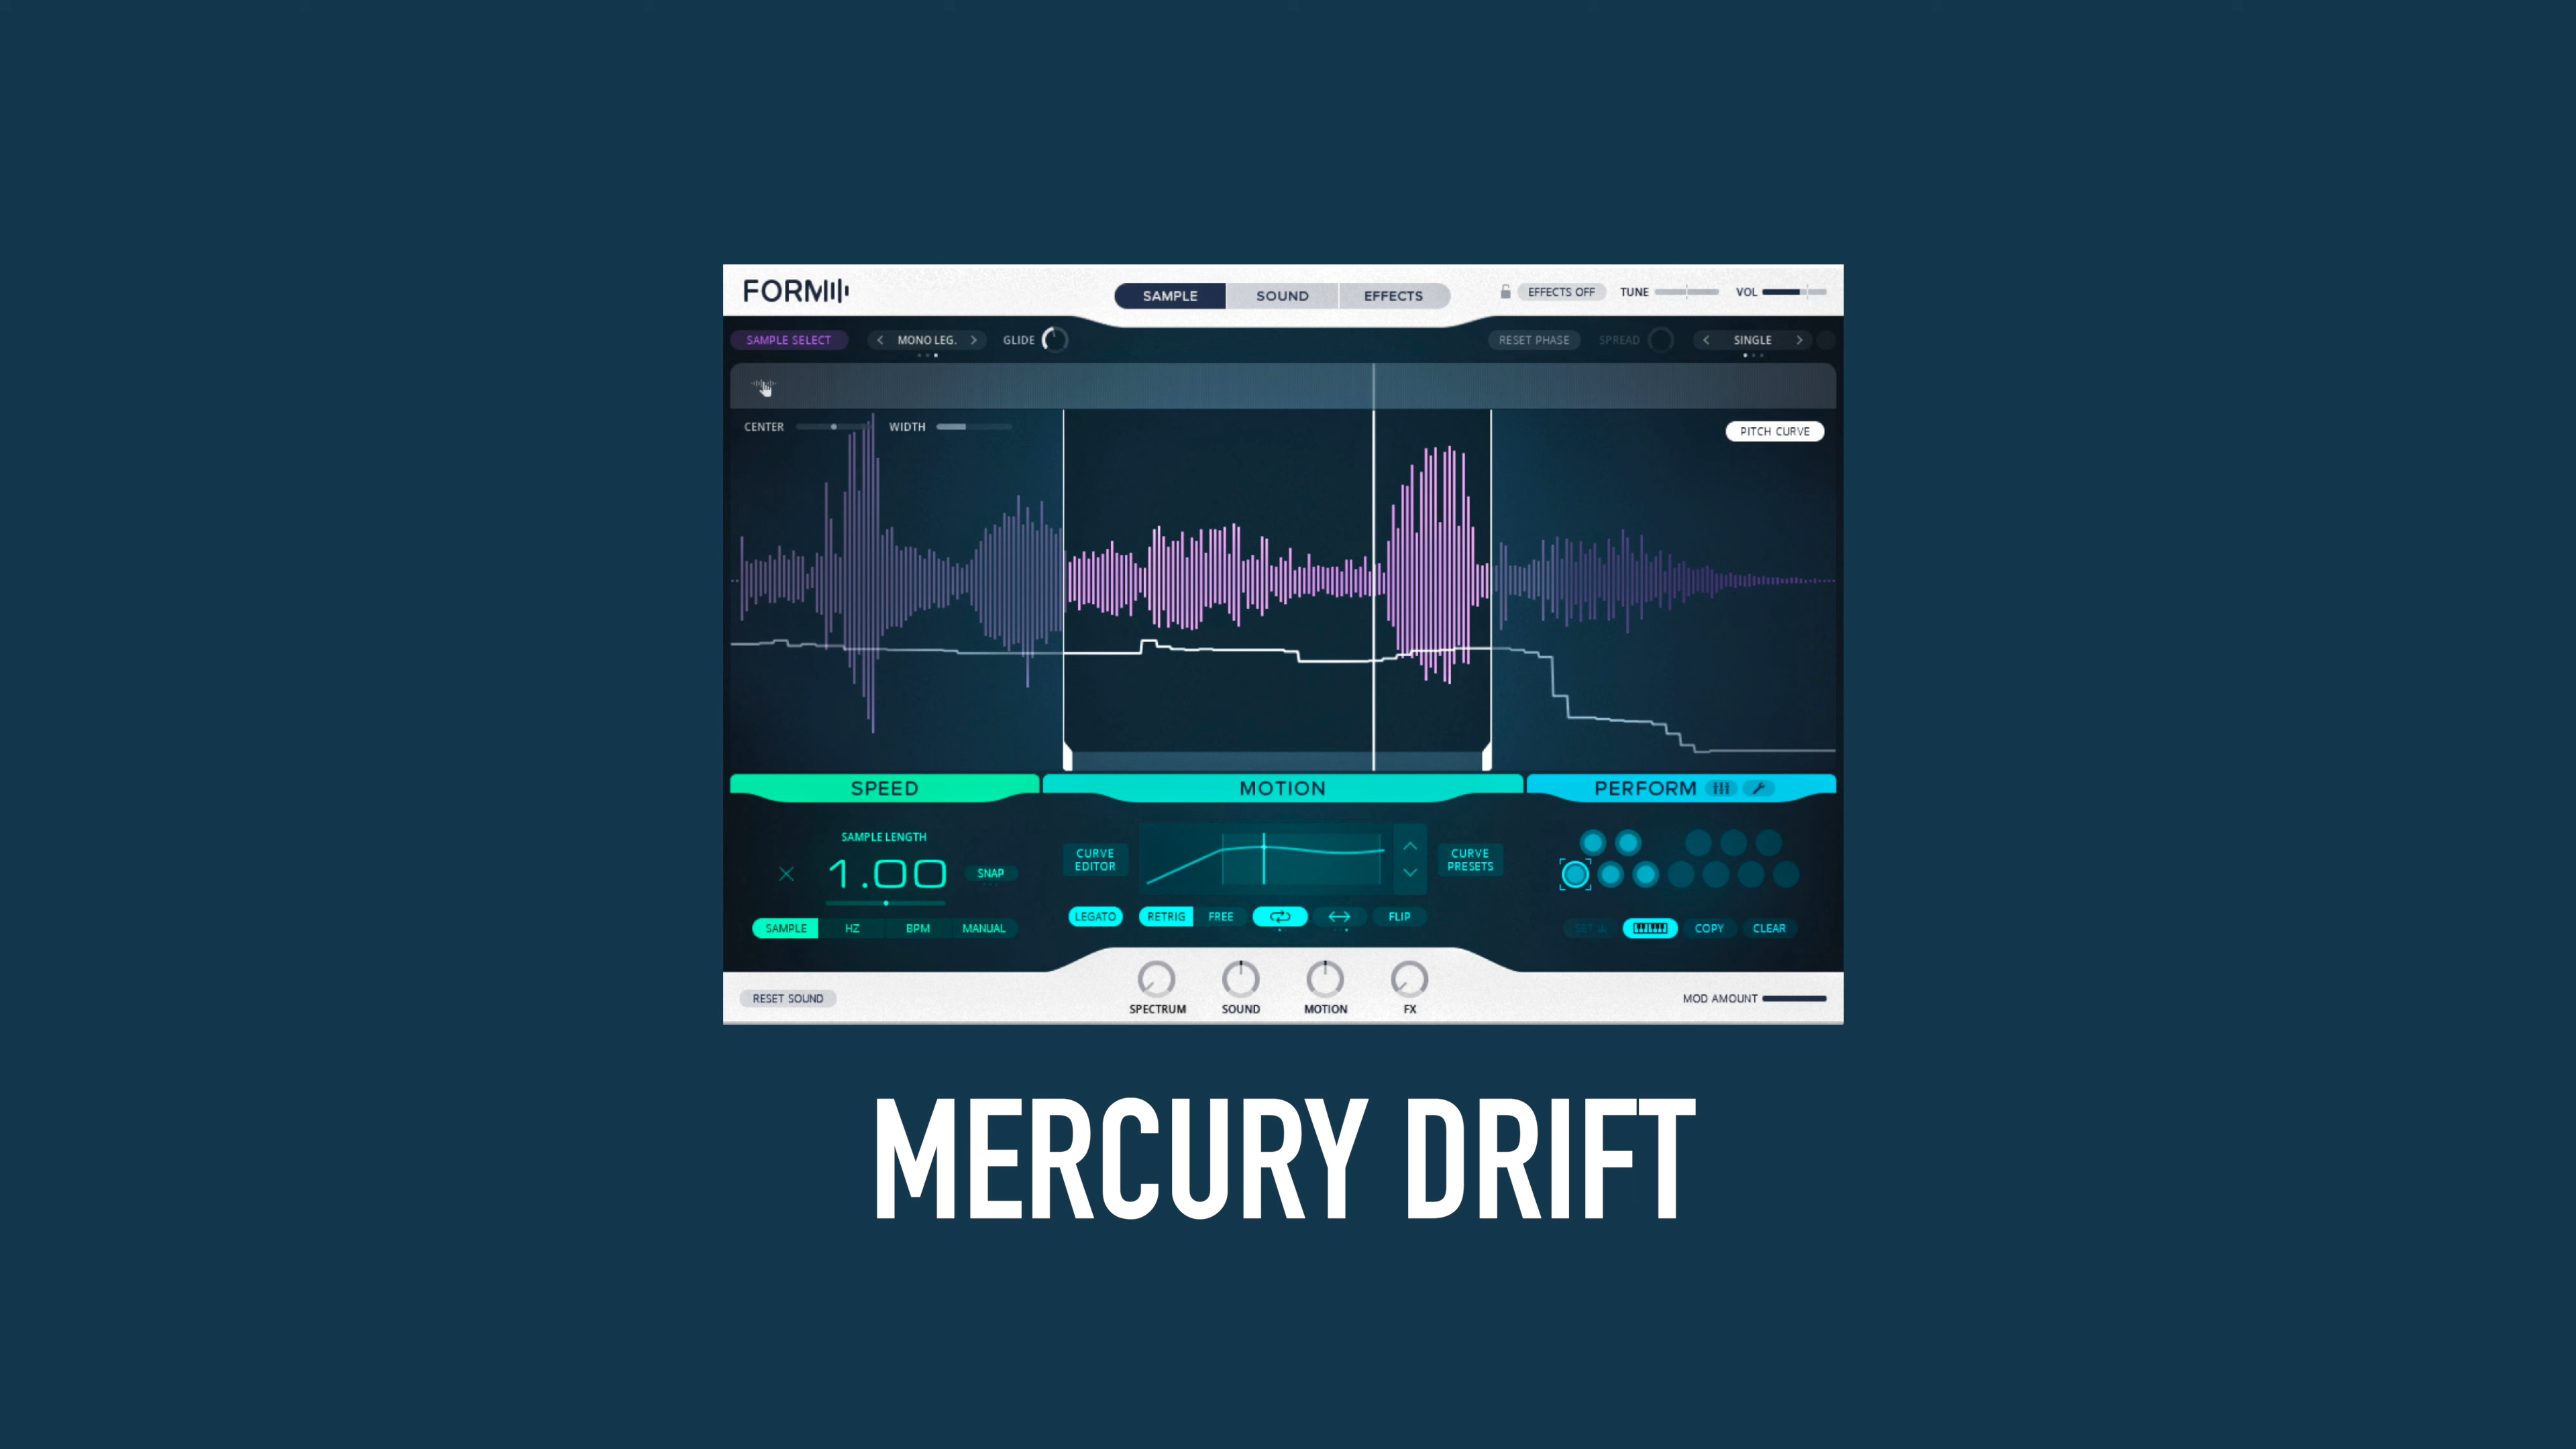 FORM
SAMPLE SOUND EFFECTS
EFFECTS OFF TUNE VOL
SAMPLE SELECT MONO LEG. GLIDE RESET PHASE SPREAD SINGLE
CENTER WIDTH PITCH CURVE
SPEED MOTION PERFORM
SAMPLE LENGTH
1.00 SNAP
SAMPLE HZ BPM MANUAL
CURVE
EDITOR
CURVE
PRESETS
LEGATO RETRIG FREE FLIP
SET COPY CLEAR
RESET SOUND SPECTRUM SOUND MOTION FX MOD AMOUNT
MERCURY DRIFT